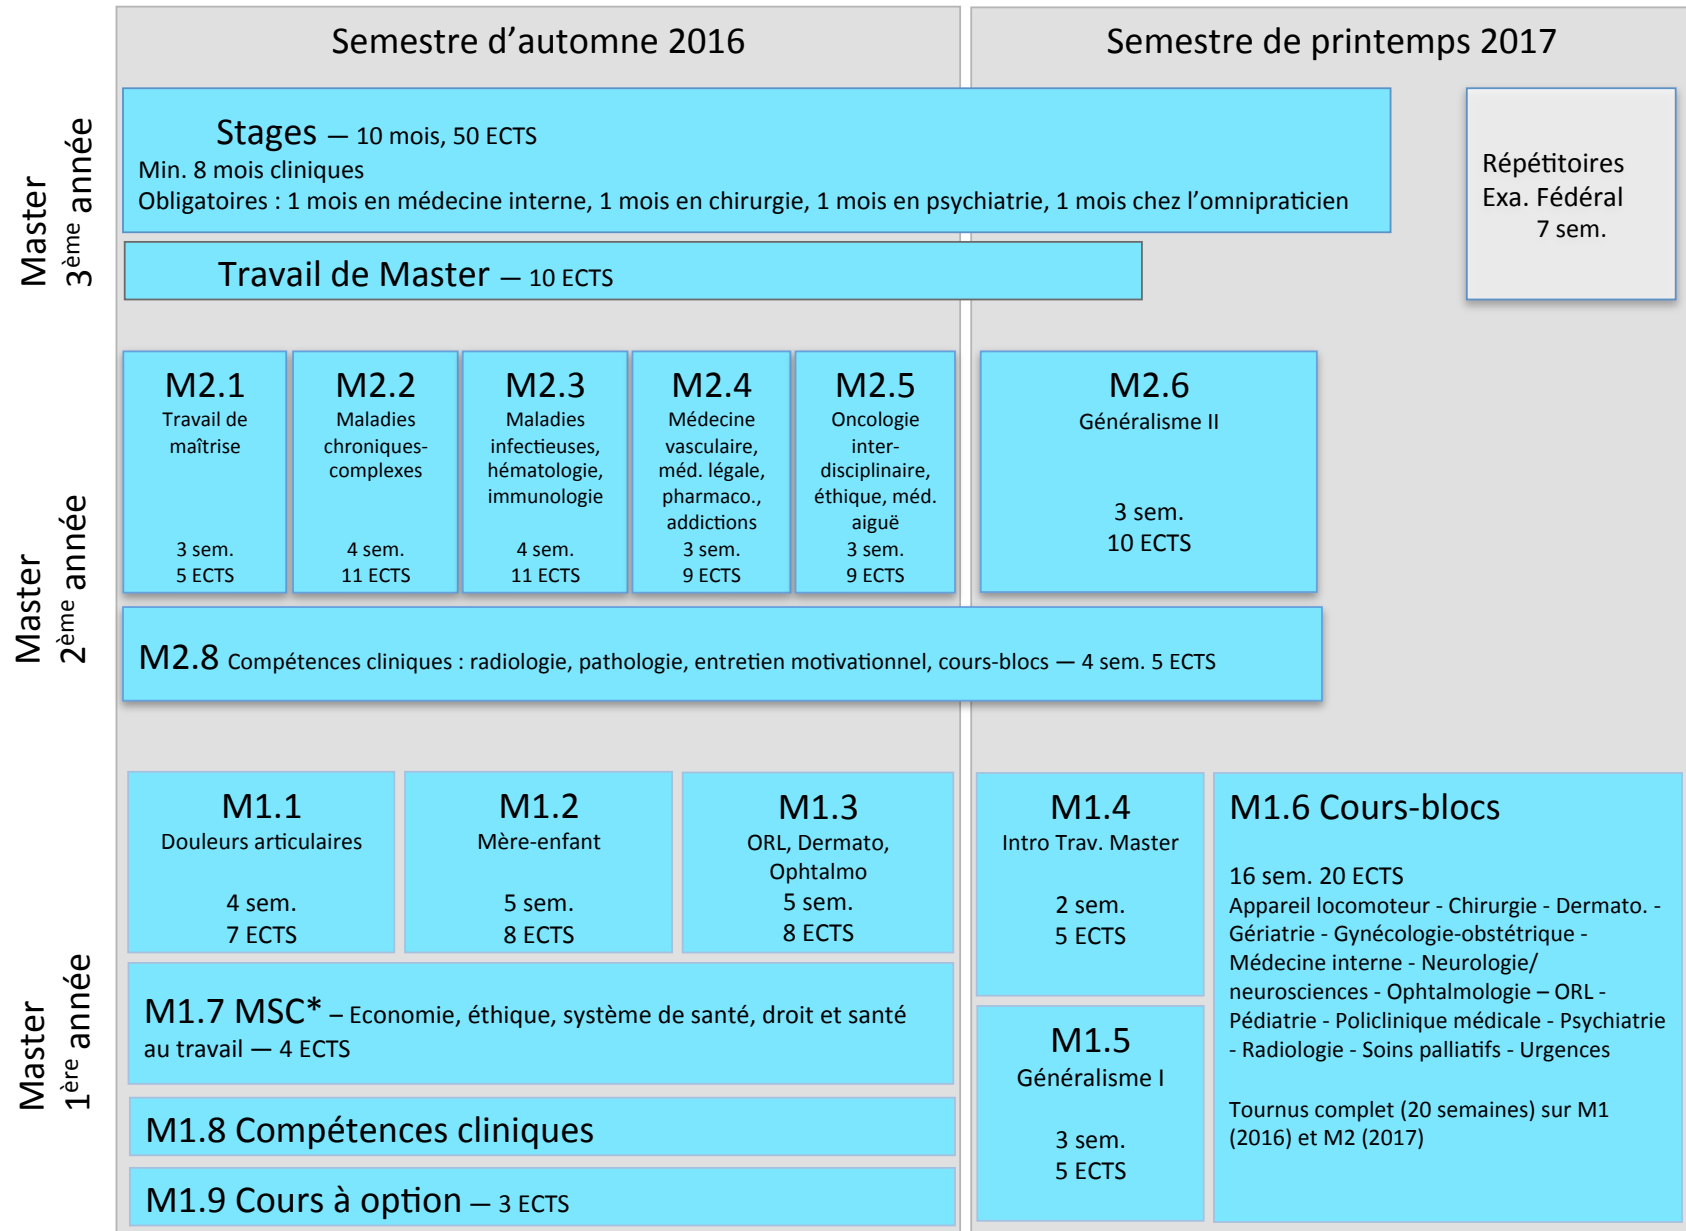 Semestre d'automne 2016
Semestre de printemps 2017
Master
3ème année
Stages — 10 mois, 50 ECTS
Min. 8 mois cliniques
Obligatoires : 1 mois en médecine interne, 1 mois en chirurgie, 1 mois en psychiatrie, 1 mois chez l'omnipraticien
Répétitoires
Exa. Fédéral
7 sem.
Travail de Master — 10 ECTS
Master
2ème année
M2.1
Travail de
maîtrise
3 sem.
5 ECTS
M2.2
Maladies
chroniques-
complexes
4 sem.
11 ECTS
M2.3
Maladies
infectieuses,
hématologie,
immunologie
4 sem.
11 ECTS
M2.4
Médecine
vasculaire,
méd. légale,
pharmaco.,
addictions
3 sem.
9 ECTS
M2.5
Oncologie
inter-
disciplinaire,
éthique, méd.
aiguë
3 sem.
9 ECTS
M2.6
Généralisme II
3 sem.
10 ECTS
M2.8 Compétences cliniques : radiologie, pathologie, entretien motivationnel, cours-blocs — 4 sem. 5 ECTS
Master
1ère année
M1.1
Douleurs articulaires
4 sem.
7 ECTS
M1.2
Mère-enfant
5 sem.
8 ECTS
M1.3
ORL, Dermato,
Ophtalmo
5 sem.
8 ECTS
M1.4
Intro Trav. Master
2 sem.
5 ECTS
M1.6 Cours-blocs
16 sem. 20 ECTS
Appareil locomoteur - Chirurgie - Dermato. -
Gériatrie - Gynécologie-obstétrique -
Médecine interne - Neurologie/
neurosciences - Ophtalmologie – ORL -
Pédiatrie - Policlinique médicale - Psychiatrie
- Radiologie - Soins palliatifs - Urgences
Tournus complet (20 semaines) sur M1
(2016) et M2 (2017)
M1.7 MSC* – Economie, éthique, système de santé, droit et santé
au travail — 4 ECTS
M1.5
Généralisme I
3 sem.
5 ECTS
M1.8 Compétences cliniques
M1.9 Cours à option — 3 ECTS